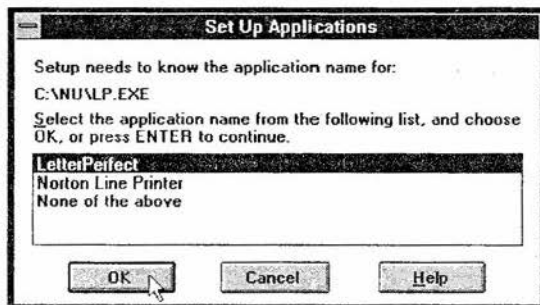 Set Up Applications
Setup needs to know the application name for:
C:\NU\LP.EXE
Select the application name from the following list, and choose
OK, or press ENTER to continue.
LetterPerfect
Norton Line Printer
None of the above
OK Cancel Help